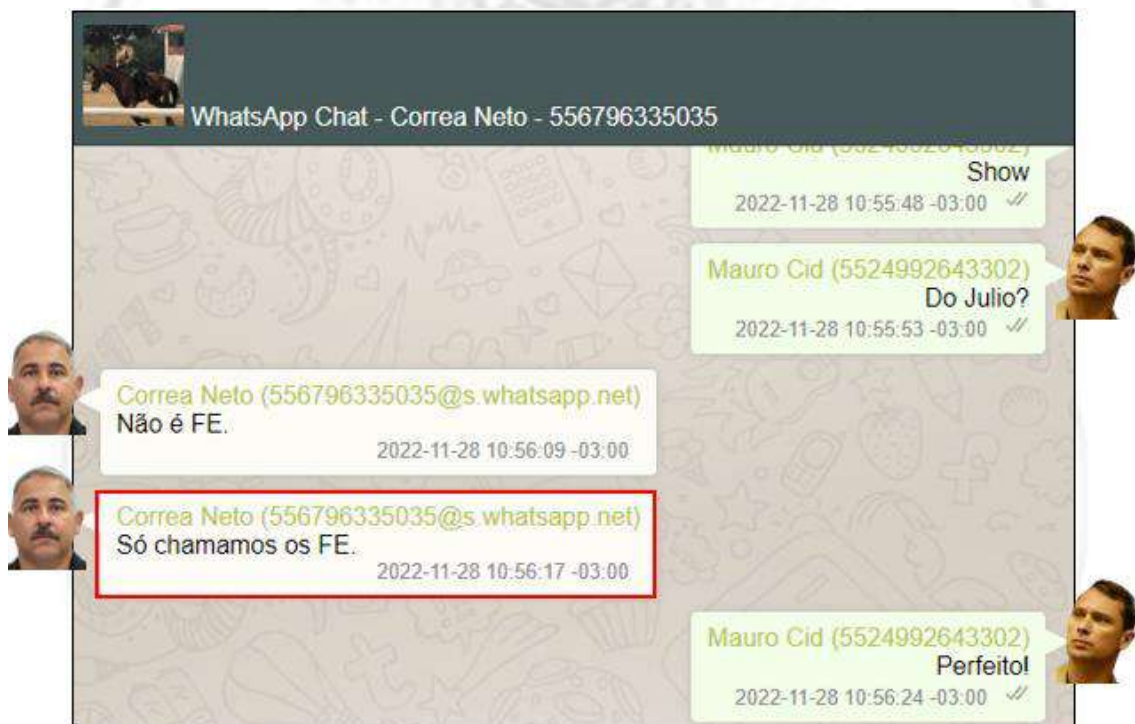 WhatsApp Chat - Correa Neto - 556796335035
Mauro Cid (5524992643302)
Show
2022-11-28 10:55:48 -03:00
Mauro Cid (5524992643302)
Do Julio?
2022-11-28 10:55:53 -03:00
Correa Neto (556796335035@s.whatsapp.net)
Não é FE.
2022-11-28 10:56:09 -03:00
Correa Neto (556796335035@s.whatsapp.net)
Só chamamos os FE.
2022-11-28 10:56:17 -03:00
Mauro Cid (5524992643302)
Perfeito!
2022-11-28 10:56:24 -03:00